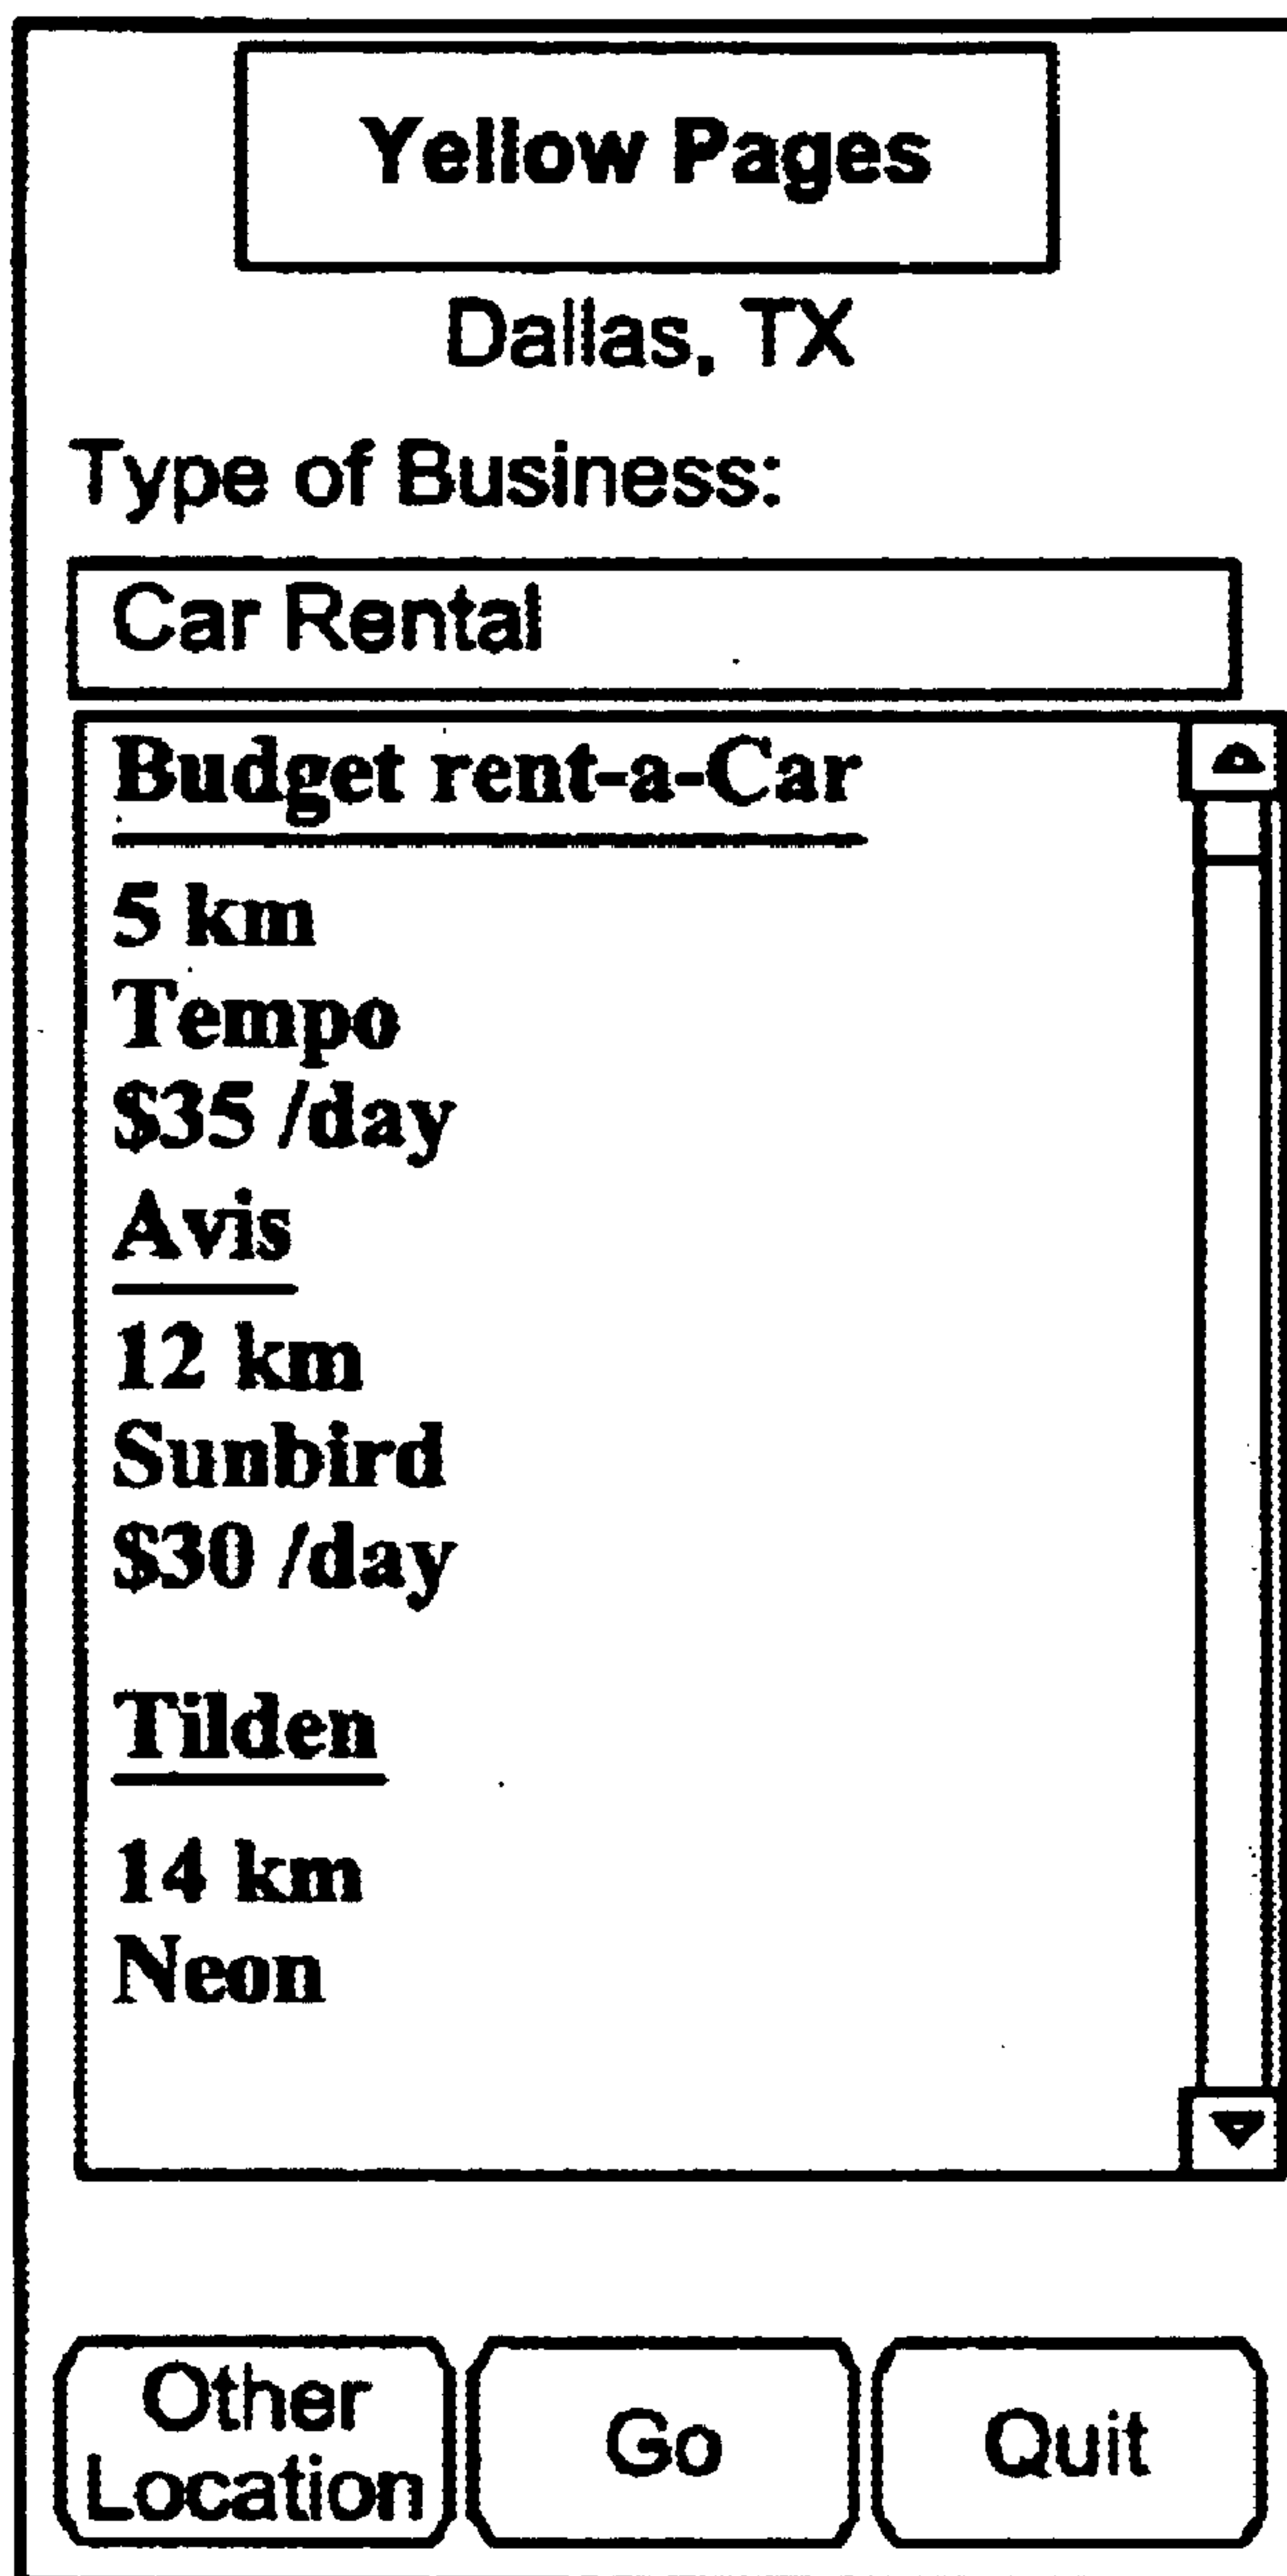 Yellow Pages
Dallas, TX
Type of Business:
Car Rental
Budget rent-a-Car
5 km
Tempo
$35 /day
Avis
12 km
Sunbird
$30 /day
Tilden
14 km
Neon
Other
Location
Go
Quit